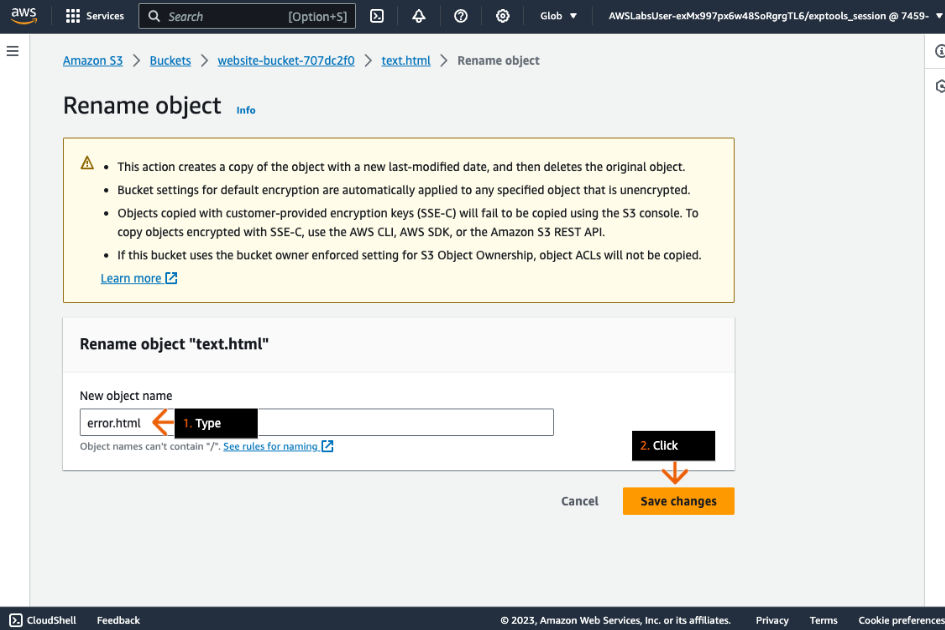 aws
Services
Search [Option+S]
Glob
AWSLabsUser-exMx997px6w48SoRgrgTL6/exptools_session @ 7459-
Amazon S3 > Buckets > website-bucket-707dc2f0 > text.html > Rename object
Rename object Info
• This action creates a copy of the object with a new last-modified date, and then deletes the original object.
• Bucket settings for default encryption are automatically applied to any specified object that is unencrypted.
• Objects copied with customer-provided encryption keys (SSE-C) will fail to be copied using the S3 console. To
copy objects encrypted with SSE-C, use the AWS CLI, AWS SDK, or the Amazon S3 REST API.
• If this bucket uses the bucket owner enforced setting for S3 Object Ownership, object ACLs will not be copied.
Learn more
Rename object "text.html"
New object name
error.html
1. Type
Object names can't contain "/". See rules for naming
2. Click
Cancel
Save changes
CloudShell Feedback © 2023, Amazon Web Services, Inc. or its affiliates. Privacy Terms Cookie preferences